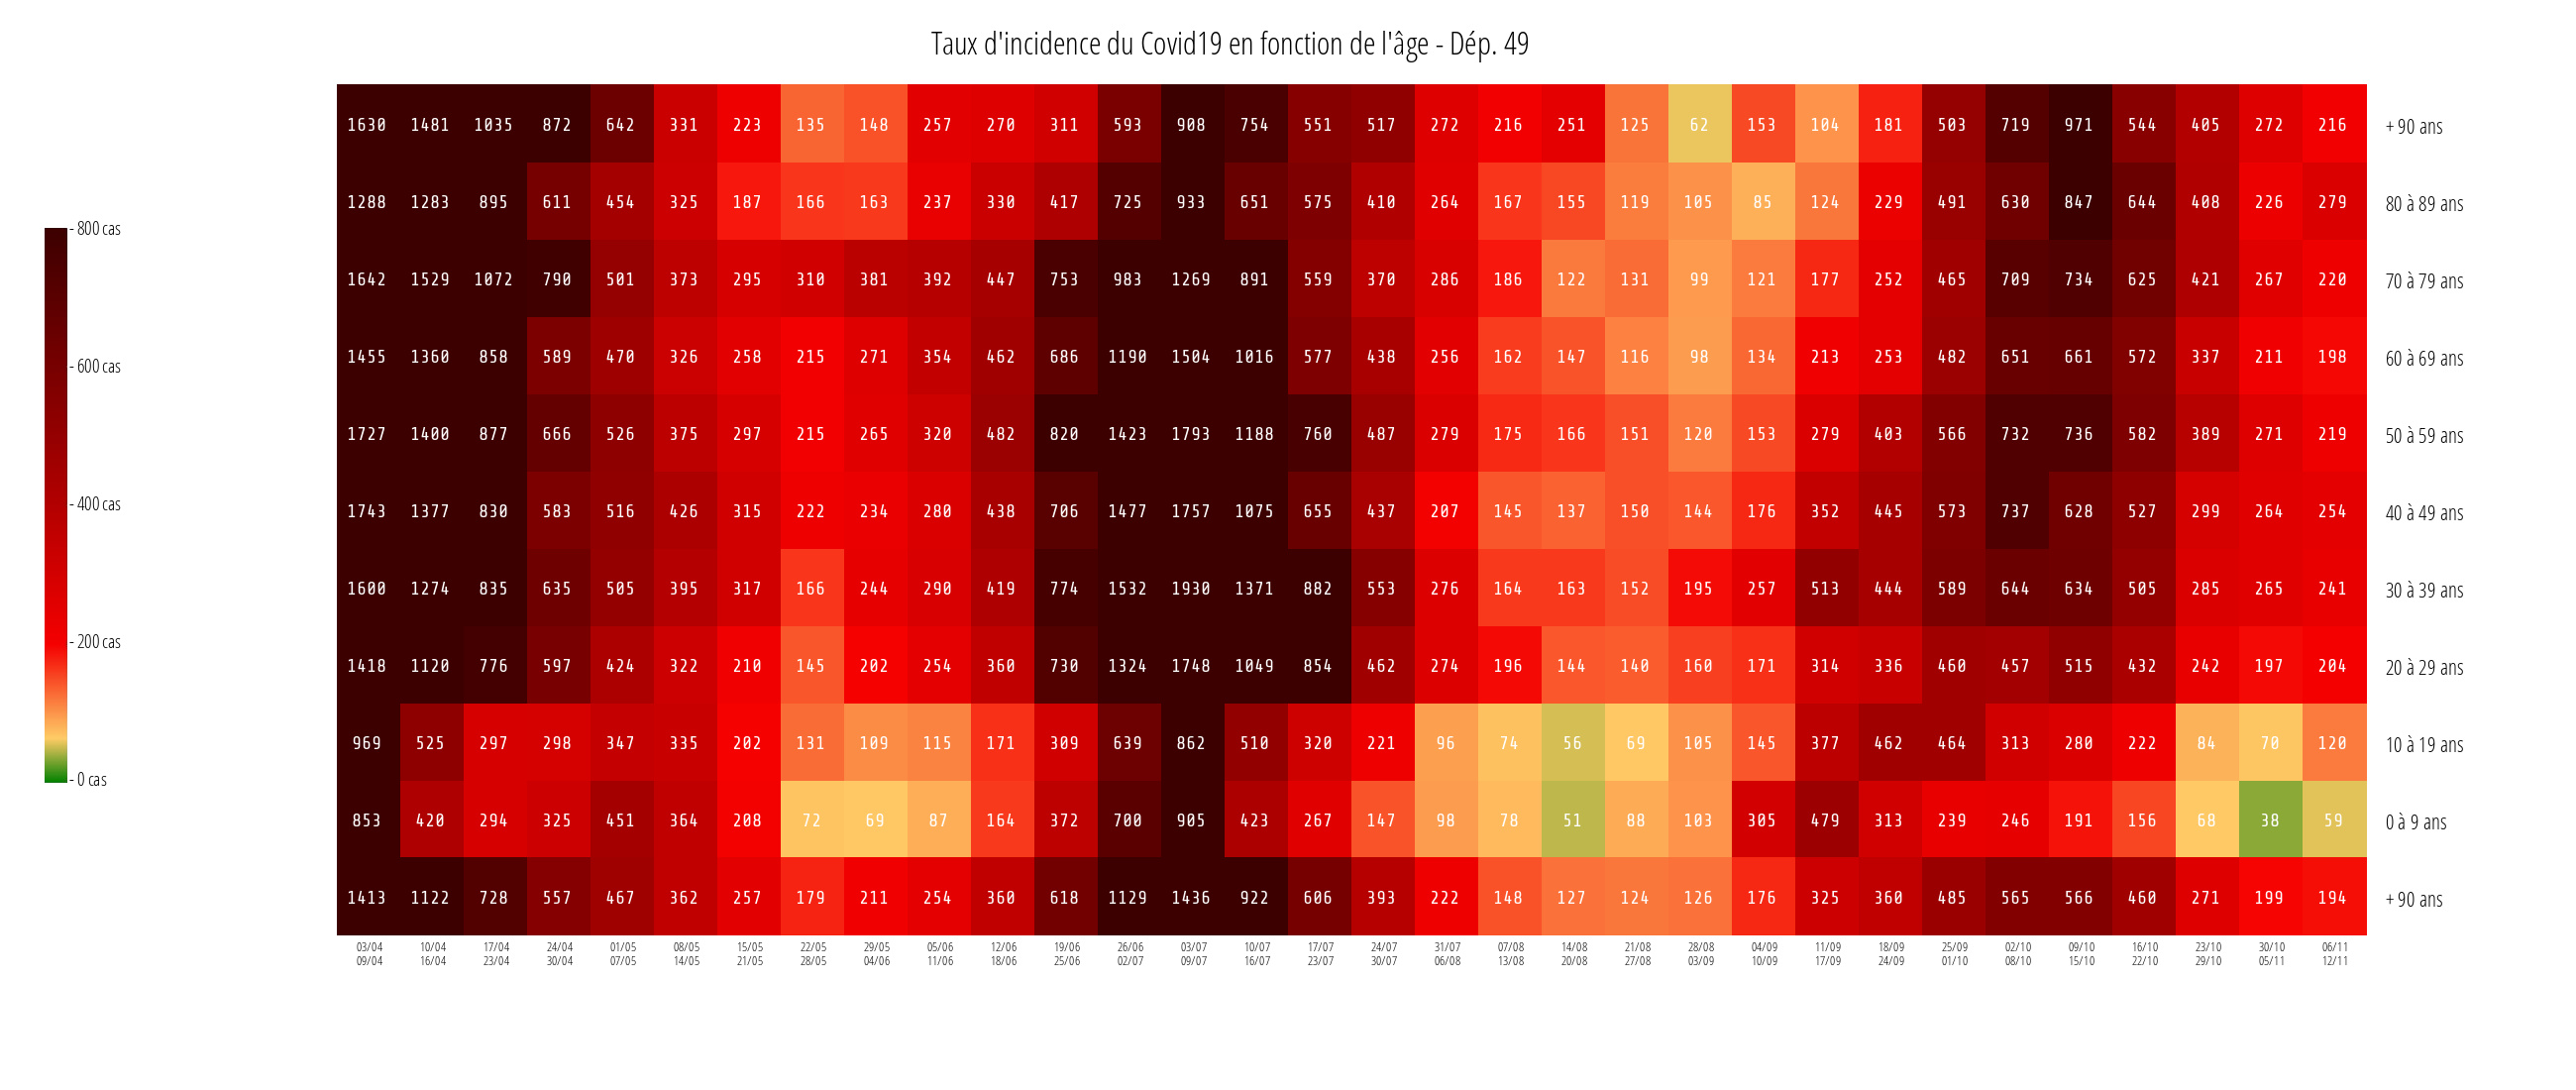 Taux d'incidence du Covid19 en fonction de l'âge - Dép. 49
- 800 cas
- 600 cas
- 400 cas
- 200 cas
- 0 cas
1630 1481 1035 872 642 331 223 135 148 257 270 311 593 908 754 551 517 272 216 251 125 62 153 104 181 503 719 971 544 405 272 216 + 90 ans
1288 1283 895 611 454 325 187 166 163 237 330 417 725 933 651 575 410 264 167 155 119 105 85 124 229 491 630 847 644 408 226 279 80 à 89 ans
1642 1529 1072 790 501 373 295 310 381 392 447 753 983 1269 891 559 370 286 186 122 131 99 121 177 252 465 709 734 625 421 267 220 70 à 79 ans
1455 1360 858 589 470 326 258 215 271 354 462 686 1190 1504 1016 577 438 256 162 147 116 98 134 213 253 482 651 661 572 337 211 198 60 à 69 ans
1727 1400 877 666 526 375 297 215 265 320 482 820 1423 1793 1188 760 487 279 175 166 151 120 153 279 403 566 732 736 582 389 271 219 50 à 59 ans
1743 1377 830 583 516 426 315 222 234 280 438 706 1477 1757 1075 655 437 207 145 137 150 144 176 352 445 573 737 628 527 299 264 254 40 à 49 ans
1600 1274 835 635 505 395 317 166 244 290 419 774 1532 1930 1371 882 553 276 164 163 152 195 257 513 444 589 644 634 505 285 265 241 30 à 39 ans
1418 1120 776 597 424 322 210 145 202 254 360 730 1324 1748 1049 854 462 274 196 144 140 160 171 314 336 460 457 515 432 242 197 204 20 à 29 ans
969 525 297 298 347 335 202 131 109 115 171 309 639 862 510 320 221 96 74 56 69 105 145 377 462 464 313 280 222 84 70 120 10 à 19 ans
853 420 294 325 451 364 208 72 69 87 164 372 700 905 423 267 147 98 78 51 88 103 305 479 313 239 246 191 156 68 38 59 0 à 9 ans
1413 1122 728 557 467 362 257 179 211 254 360 618 1129 1436 922 606 393 222 148 127 124 126 176 325 360 485 565 566 460 271 199 194 + 90 ans
03/04 10/04 17/04 24/04 01/05 08/05 15/05 22/05 29/05 05/06 12/06 19/06 26/06 03/07 10/07 17/07 24/07 31/07 07/08 14/08 21/08 28/08 04/09 11/09 18/09 25/09 02/10 09/10 16/10 23/10 30/10 06/11
09/04 16/04 23/04 30/04 07/05 14/05 21/05 28/05 04/06 11/06 18/06 25/06 02/07 09/07 16/07 23/07 30/07 06/08 13/08 20/08 27/08 03/09 10/09 17/09 24/09 01/10 08/10 15/10 22/10 29/10 05/11 12/11